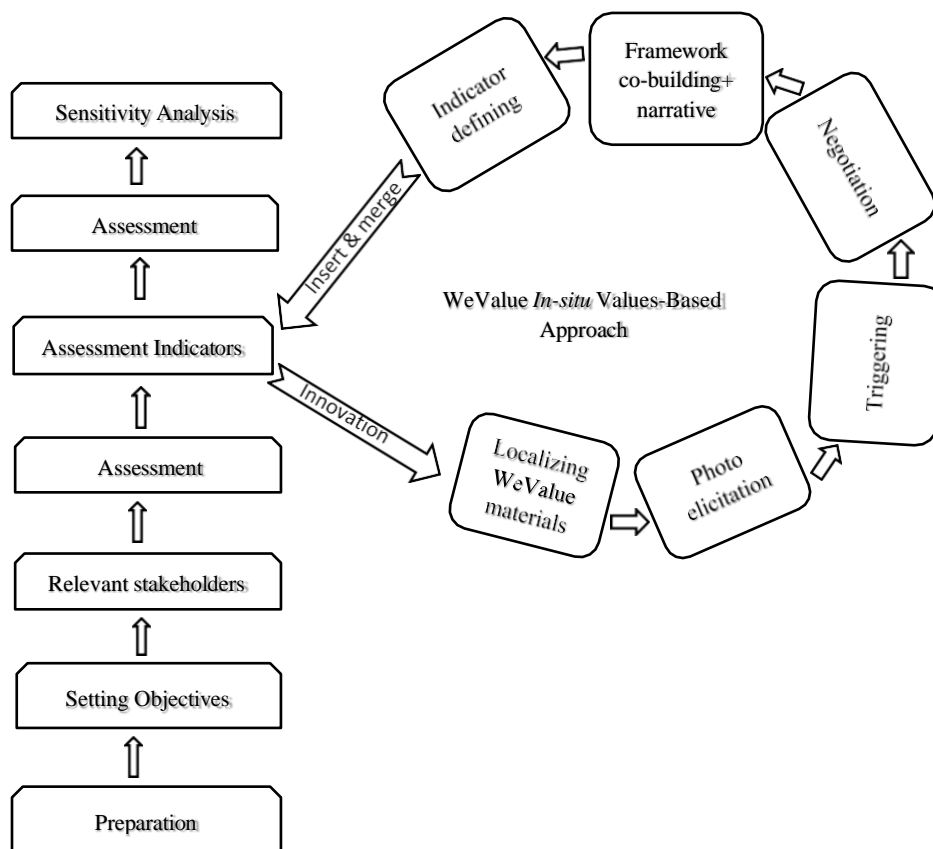 Sensitivity Analysis
Assessment
Assessment Indicators
Assessment
Relevant stakeholders
Setting Objectives
Preparation
Insert & merge
Innovation
Indicator
defining
Framework
co-building+
narrative
Negotiation
Triggering
Photo
elicitation
Localizing
WeValue
materials
WeValue In-situ Values-Based
Approach